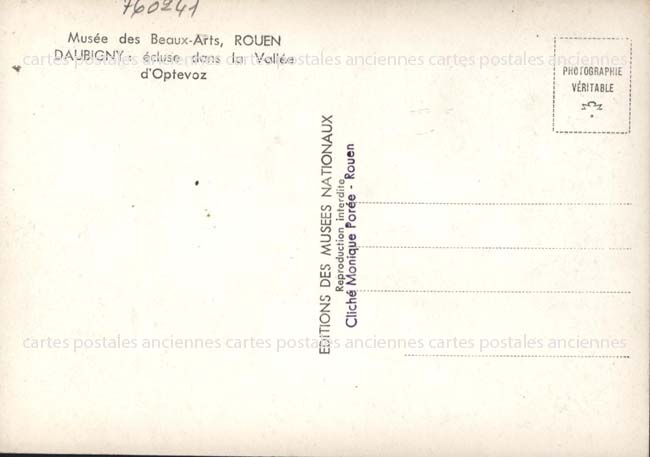 760241
Musée des Beaux-Arts, ROUEN
DAUBIGNY : écluse dans la Vallée
d'Optevoz
cartes postales anciennes cartes postales anciennes cartes postales anciennes
PHOTOGRAPHIE
VÉRITABLE
EDITIONS DES MUSEES NATIONAUX
Reproduction interdite
Cliché Monique Porée - Rouen
cartes postales anciennes cartes postales anciennes cartes postales anciennes